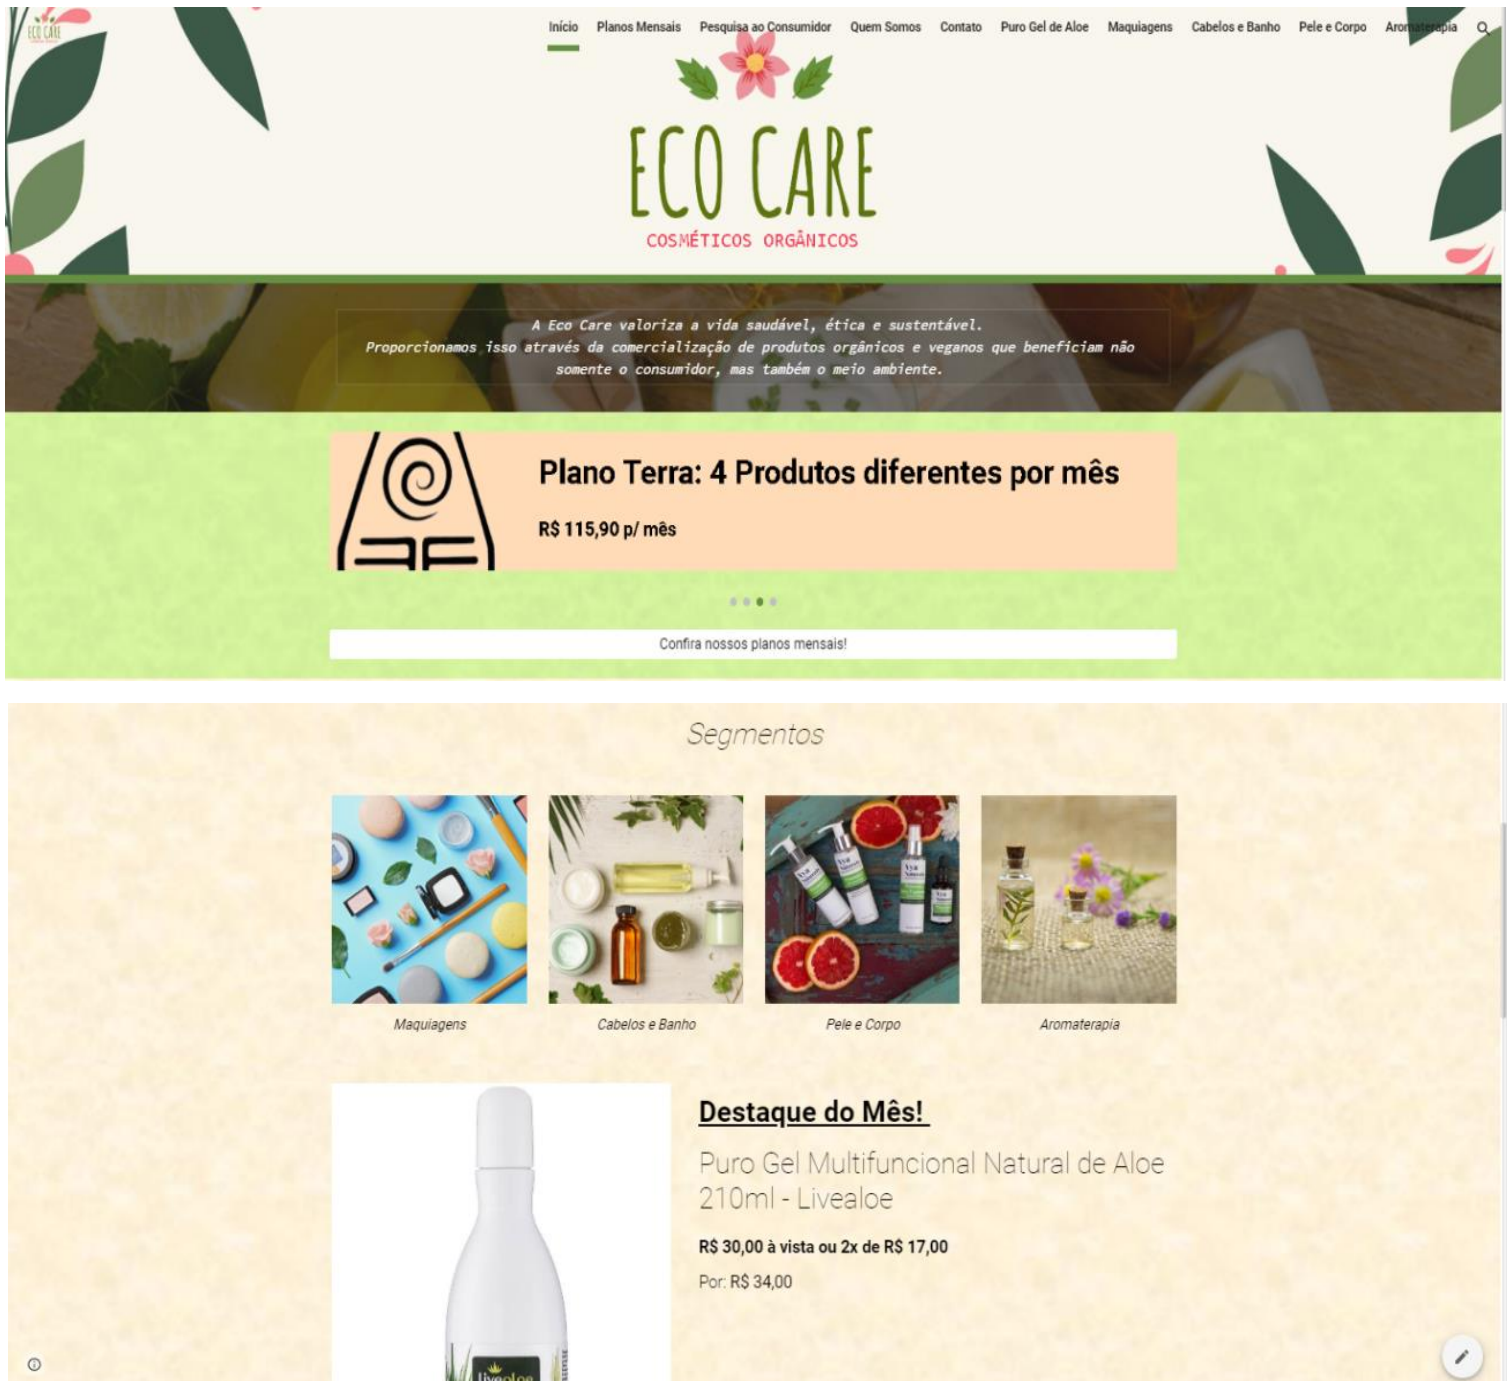 ECO CARE
Início Planos Mensais Pesquisa ao Consumidor Quem Somos Contato Puro Gel de Aloe Maquiagens Cabelos e Banho Pele e Corpo Aromaterapia
ECO CARE
COSMÉTICOS ORGÂNICOS
A Eco Care valoriza a vida saudável, ética e sustentável.
Proporcionamos isso através da comercialização de produtos orgânicos e veganos que beneficiam não
somente o consumidor, mas também o meio ambiente.
Plano Terra: 4 Produtos diferentes por mês
R$ 115,90 p/ mês
Confira nossos planos mensais!
Segmentos
Maquiagens
Cabelos e Banho
Pele e Corpo
Aromaterapia
Destaque do Mês!
Puro Gel Multifuncional Natural de Aloe
210ml - Livealoe
R$ 30,00 à vista ou 2x de R$ 17,00
Por: R$ 34,00
livealoe